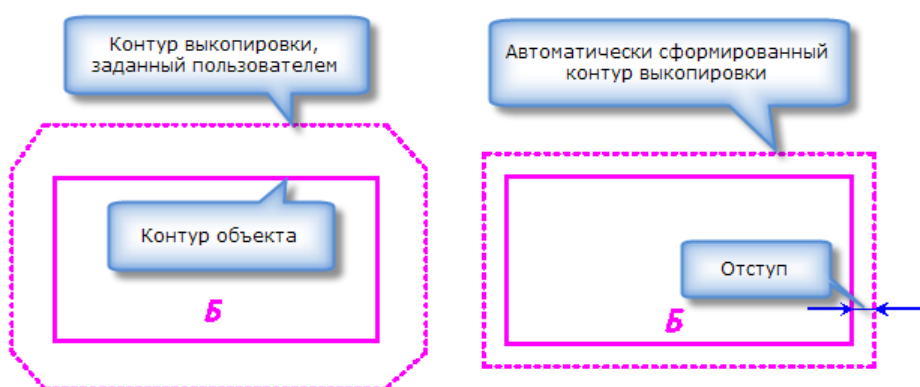 Контур выкопировки,
заданный пользователем
Автоматически сформированный
контур выкопировки
Контур объекта
Отступ
Б
Б